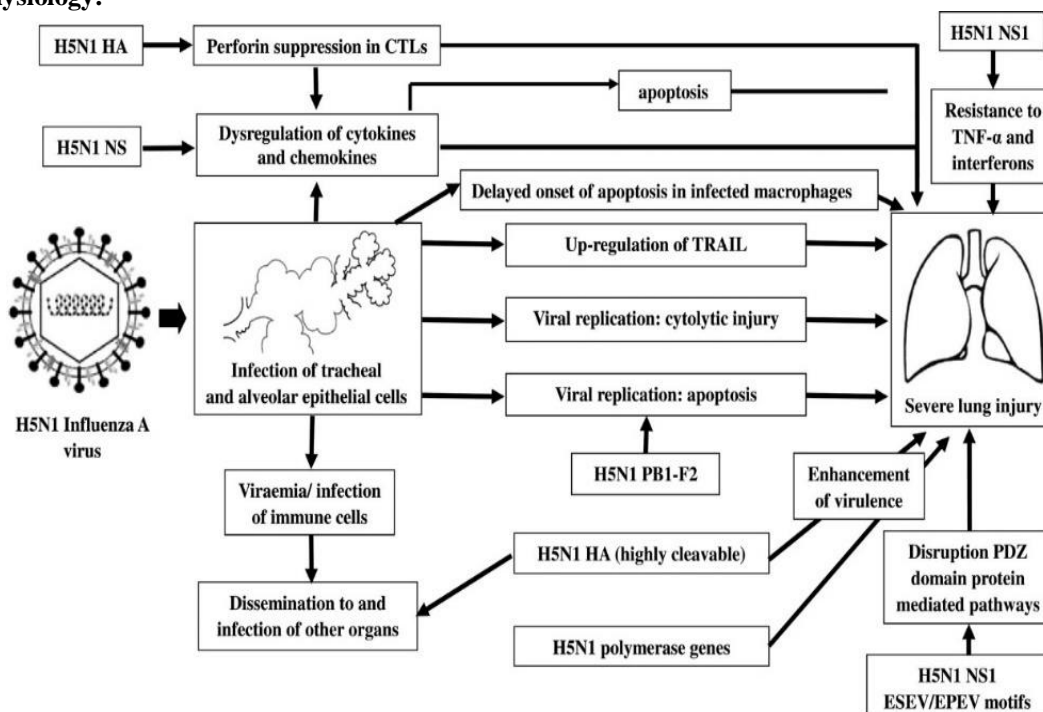 ysiology:
H5N1 HA
Perforin suppression in CTLs
H5N1 NS1
apoptosis
Resistance to
TNF-α and
interferons
H5N1 NS
Dysregulation of cytokines
and chemokines
Delayed onset of apoptosis in infected macrophages
Up-regulation of TRAIL
Viral replication: cytolytic injury
Infection of tracheal
and alveolar epithelial cells
Viral replication: apoptosis
Severe lung injury
H5N1 Influenza A
virus
H5N1 PB1-F2
Enhancement
of virulence
Viraemia/ infection
of immune cells
H5N1 HA (highly cleavable)
Disruption PDZ
domain protein
mediated pathways
Dissemination to and
infection of other organs
H5N1 polymerase genes
H5N1 NS1
ESEV/EPEV motifs